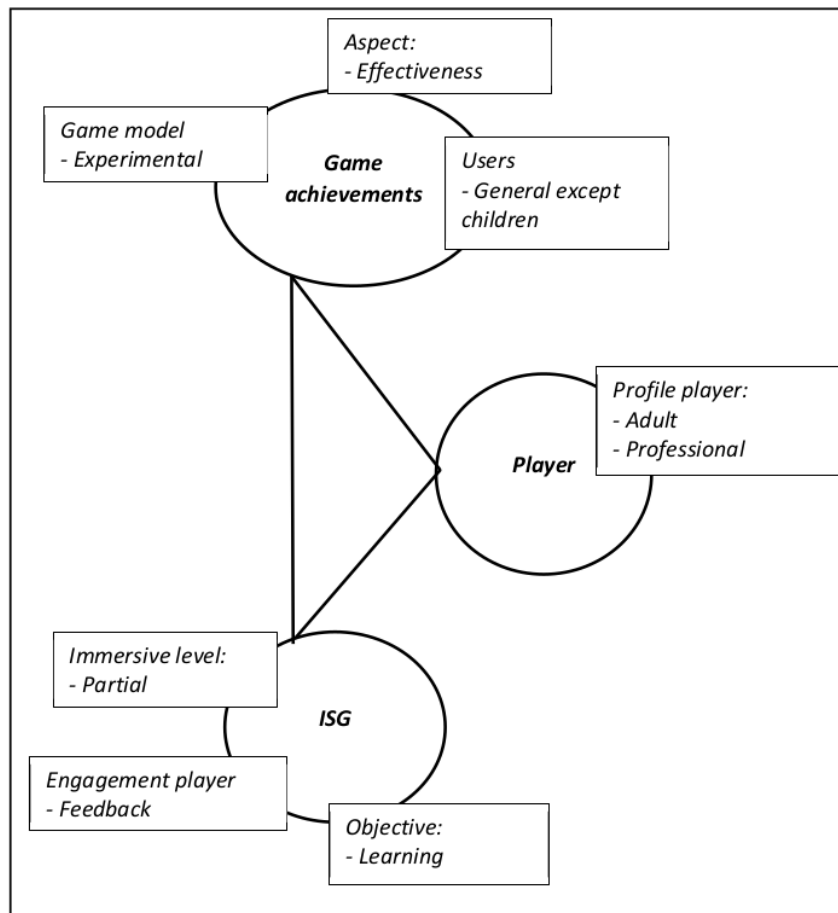 Aspect:
- Effectiveness
Game model
- Experimental
Game
achievements
Users
- General except
children
Profile player:
- Adult
- Professional
Player
Immersive level:
- Partial
ISG
Engagement player
- Feedback
Objective:
- Learning